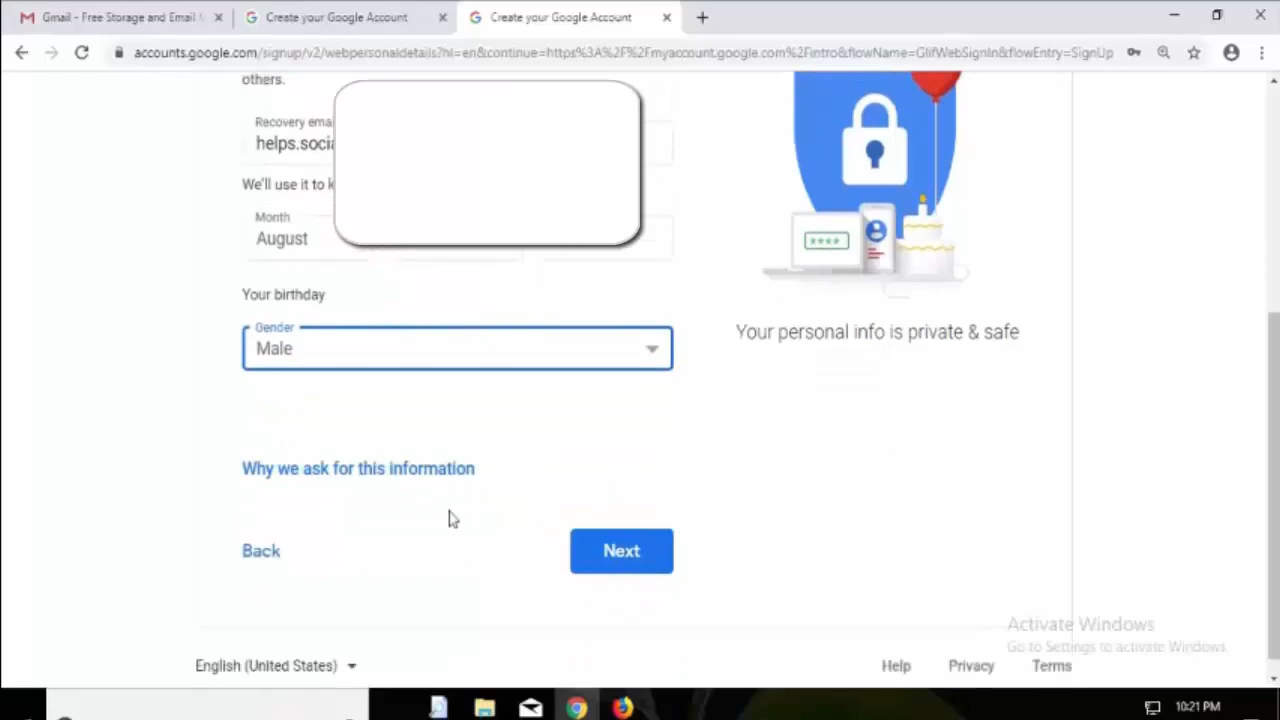 Gmail - Free Storage and Email
Create your Google Account
Create your Google Account
accounts.google.com/signup/v2/webpersonaldetails?hl=en&continue=https%3A%2F%2Fmyaccount.google.com%2Fintro&flowName=GlifWebSignIn&flowEntry=SignUp
others.
Recovery ema
helps.socia
We'll use it to k
Month
August
Your birthday
Gender
Male
****
Your personal info is private & safe
Why we ask for this information
Back
Next
Activate Windows
Go to Settings to activate Windows.
English (United States)
Help
Privacy
Terms
10:21 PM